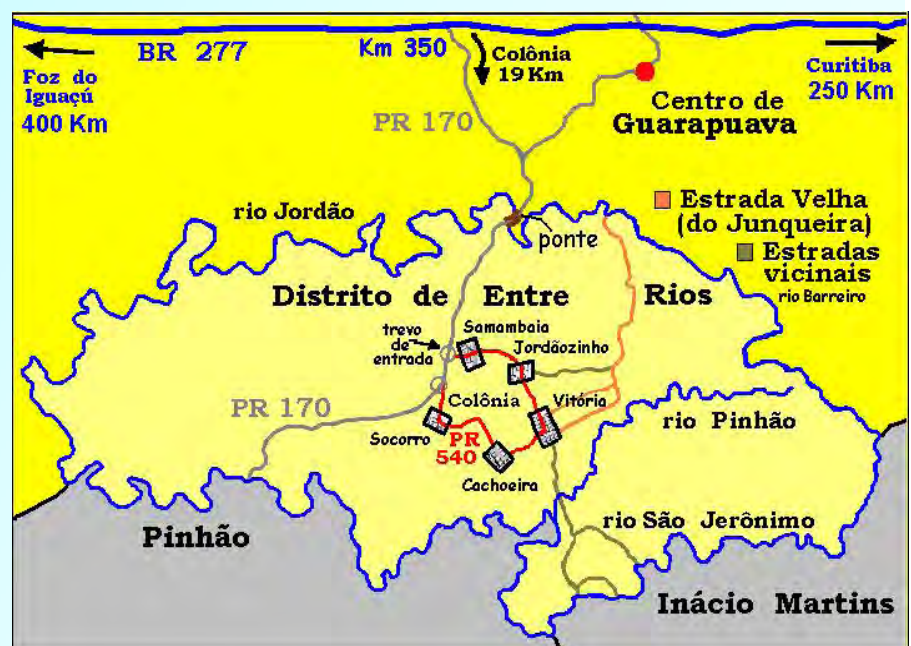 BR 277
Km 350
Colônia
19 Km
Foz do
Iguaçú
400 Km
Curitiba
250 Km
Centro de
Guarapuava
PR 170
rio Jordão
ponte
Estrada Velha
(do Junqueira)
Estradas
vicinais
rio Barreiro
Distrito de Entre Rios
trevo
de
entrada
Samambaia
Jordãozinho
Colônia
Vitória
PR 170
Socorro
PR
540
Cachoeira
rio Pinhão
rio São Jerônimo
Pinhão
Inácio Martins